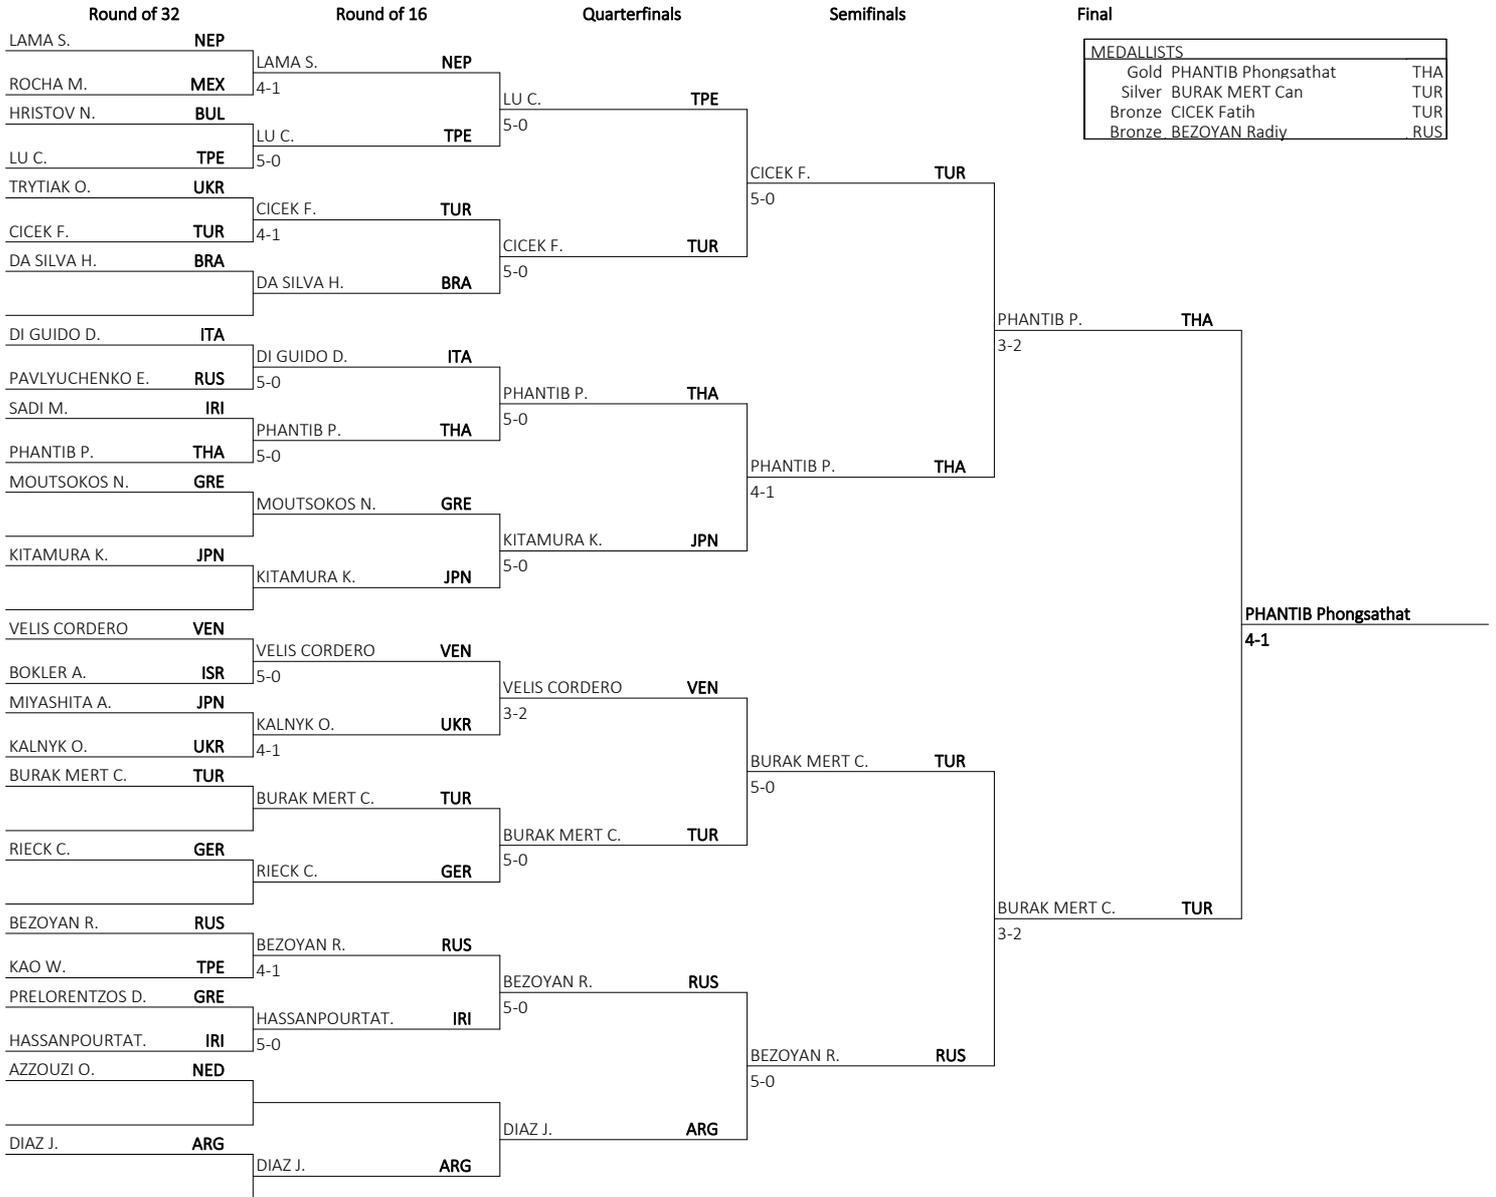 Round of 32 Round of 16 Quarterfinals Semifinals Final
LAMA S. NEP
ROCHA M. MEX
HRISTOV N. BUL
LU C. TPE
TRYTIAK O. UKR
CICEK F. TUR
DA SILVA H. BRA
DI GUIDO D. ITA
PAVLYUCHENKO E. RUS
SADI M. IRI
PHANTIB P. THA
MOUTSOKOS N. GRE
KITAMURA K. JPN
VELIS CORDERO VEN
BOKLER A. ISR
MIYASHITA A. JPN
KALNYK O. UKR
BURAK MERT C. TUR
RIECK C. GER
BEZOYAN R. RUS
KAO W. TPE
PRELORENTZOS D. GRE
HASSANPOURTAT. IRI
AZZOUZI O. NED
DIAZ J. ARG
LAMA S. NEP
4-1
LU C. TPE
5-0
CICEK F. TUR
4-1
DA SILVA H. BRA
DI GUIDO D. ITA
5-0
PHANTIB P. THA
5-0
MOUTSOKOS N. GRE
KITAMURA K. JPN
VELIS CORDERO VEN
5-0
KALNYK O. UKR
4-1
BURAK MERT C. TUR
RIECK C. GER
BEZOYAN R. RUS
4-1
HASSANPOURTAT. IRI
5-0
DIAZ J. ARG
LU C. TPE
5-0
CICEK F. TUR
5-0
PHANTIB P. THA
5-0
KITAMURA K. JPN
5-0
VELIS CORDERO VEN
3-2
BURAK MERT C. TUR
5-0
BEZOYAN R. RUS
5-0
DIAZ J. ARG
CICEK F. TUR
5-0
PHANTIB P. THA
4-1
BURAK MERT C. TUR
5-0
BEZOYAN R. RUS
5-0
PHANTIB P. THA
3-2
BURAK MERT C. TUR
3-2
PHANTIB Phongsathat
4-1
MEDALLISTS
Gold PHANTIB Phongsathat THA
Silver BURAK MERT Can TUR
Bronze CICEK Fatih TUR
Bronze BEZOYAN Radiy RUS